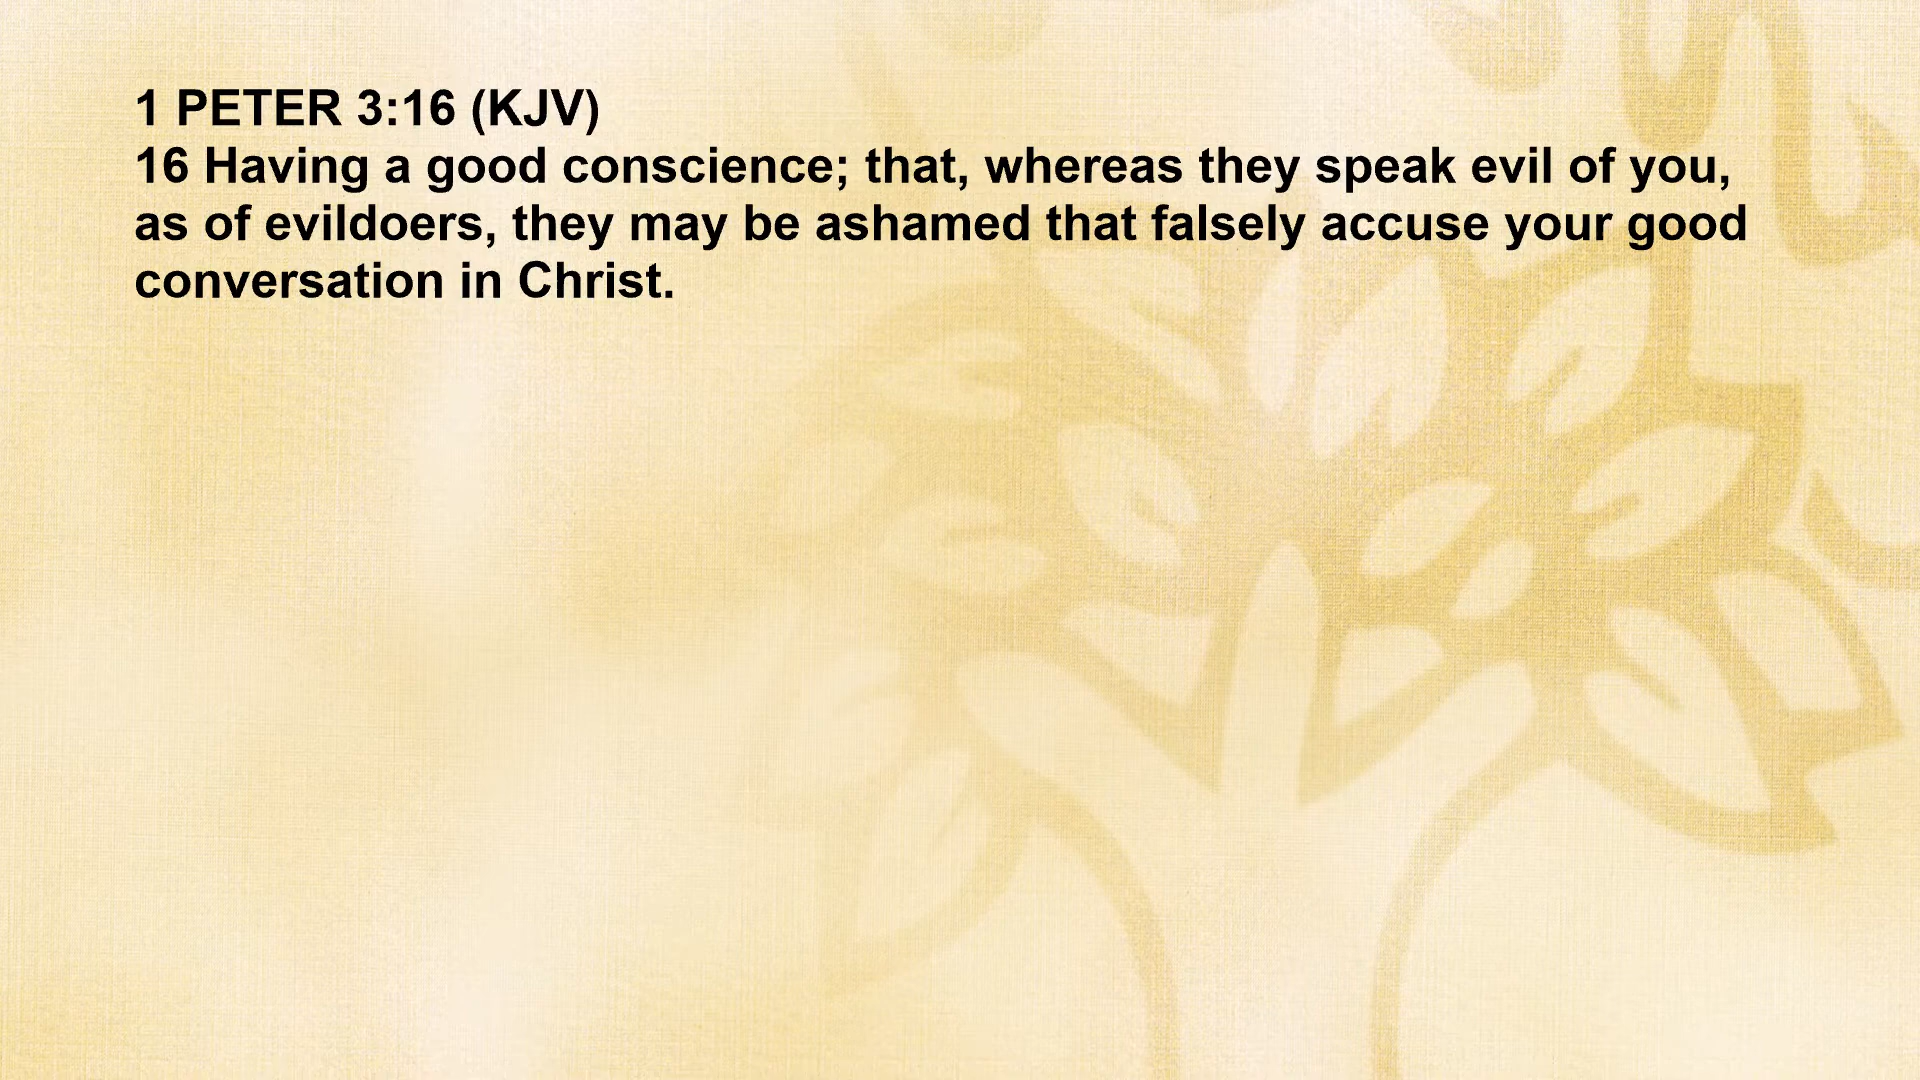 1 PETER 3:16 (KJV)
16 Having a good conscience; that, whereas they speak evil of you,
as of evildoers, they may be ashamed that falsely accuse your good
conversation in Christ.